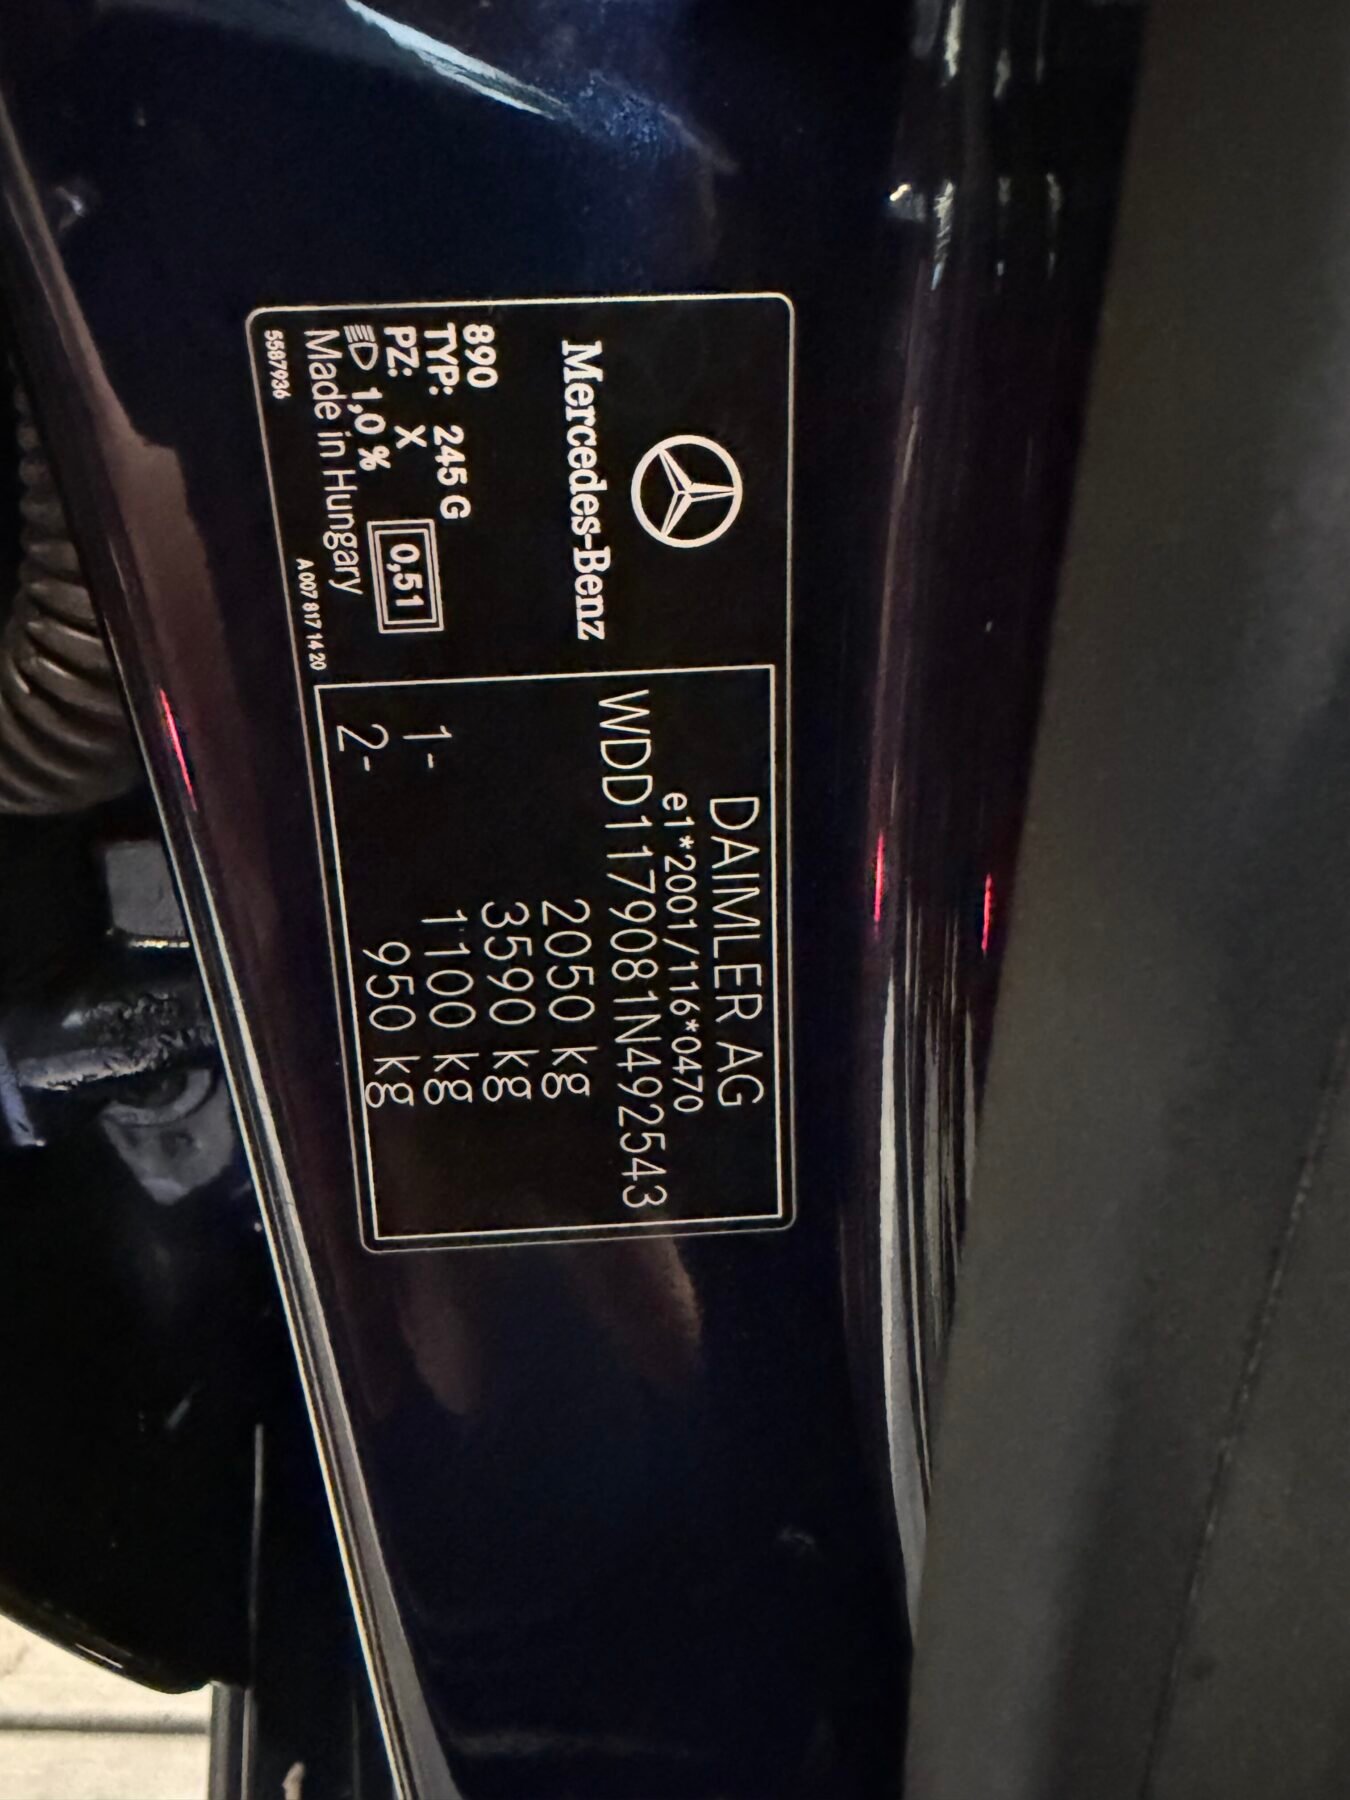 Mercedes-Benz
890
TYP: 245 G
PZ: X
1,0 %
0,51
Made in Hungary
5587936
A 007 817 14 20
DAIMLER AG
e1*2001/116*0470
WDD1179081N492543
2050 kg
3590 kg
1- 1100 kg
2- 950 kg